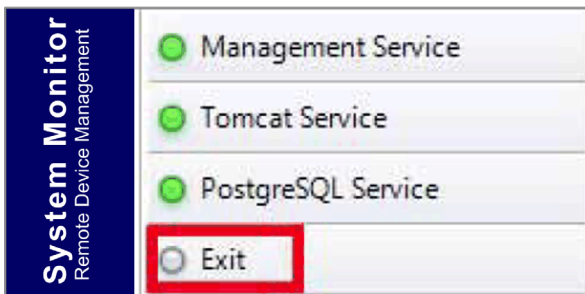 System Monitor
Remote Device Management
Management Service
Tomcat Service
PostgreSQL Service
Exit